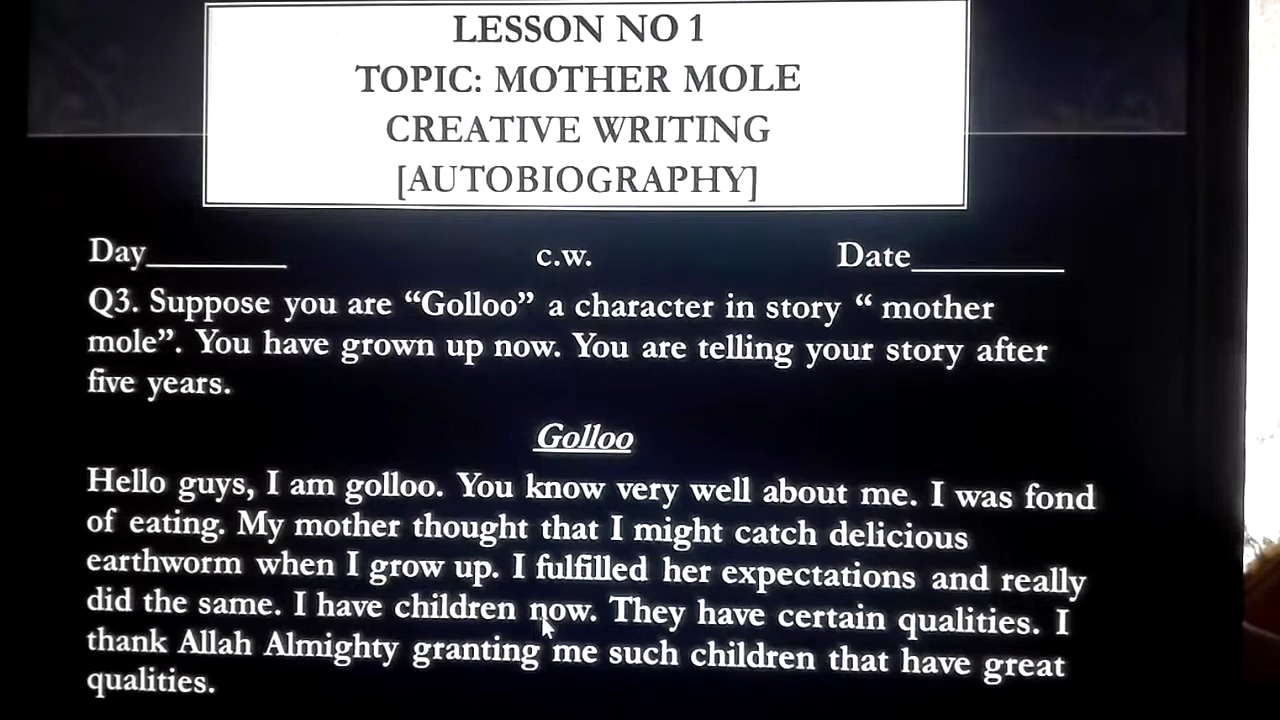 LESSON NO 1
TOPIC: MOTHER MOLE
CREATIVE WRITING
[AUTOBIOGRAPHY]
Day________ c.w. Date_________
Q3. Suppose you are “Golloo” a character in story “ mother
mole”. You have grown up now. You are telling your story after
five years.
Golloo
Hello guys, I am golloo. You know very well about me. I was fond
of eating. My mother thought that I might catch delicious
earthworm when I grow up. I fulfilled her expectations and really
did the same. I have children now. They have certain qualities. I
thank Allah Almighty granting me such children that have great
qualities.